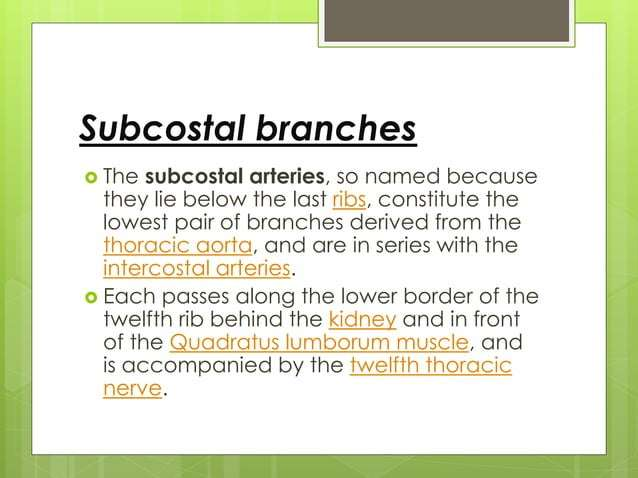 Subcostal branches
The subcostal arteries, so named because
they lie below the last ribs, constitute the
lowest pair of branches derived from the
thoracic aorta, and are in series with the
intercostal arteries.
Each passes along the lower border of the
twelfth rib behind the kidney and in front
of the Quadratus lumborum muscle, and
is accompanied by the twelfth thoracic
nerve.